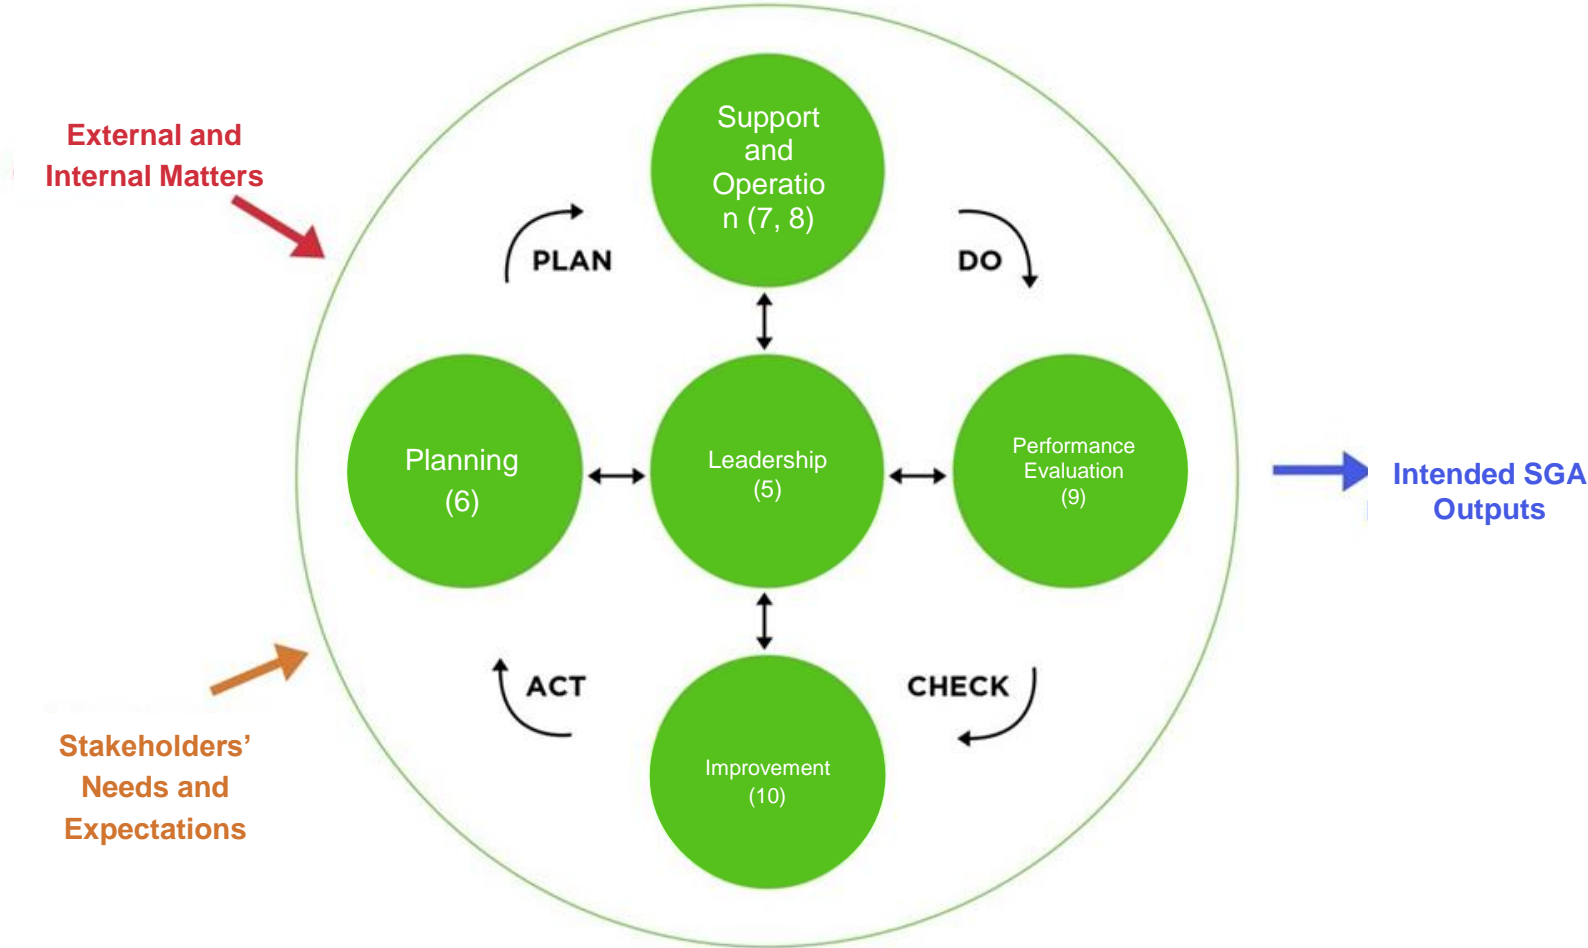 External and
Internal Matters
Support
and
Operatio
n (7, 8)
PLAN
DO
Planning
(6)
Leadership
(5)
Performance
Evaluation
(9)
Intended SGA
Outputs
ACT
CHECK
Stakeholders’
Needs and
Expectations
Improvement
(10)